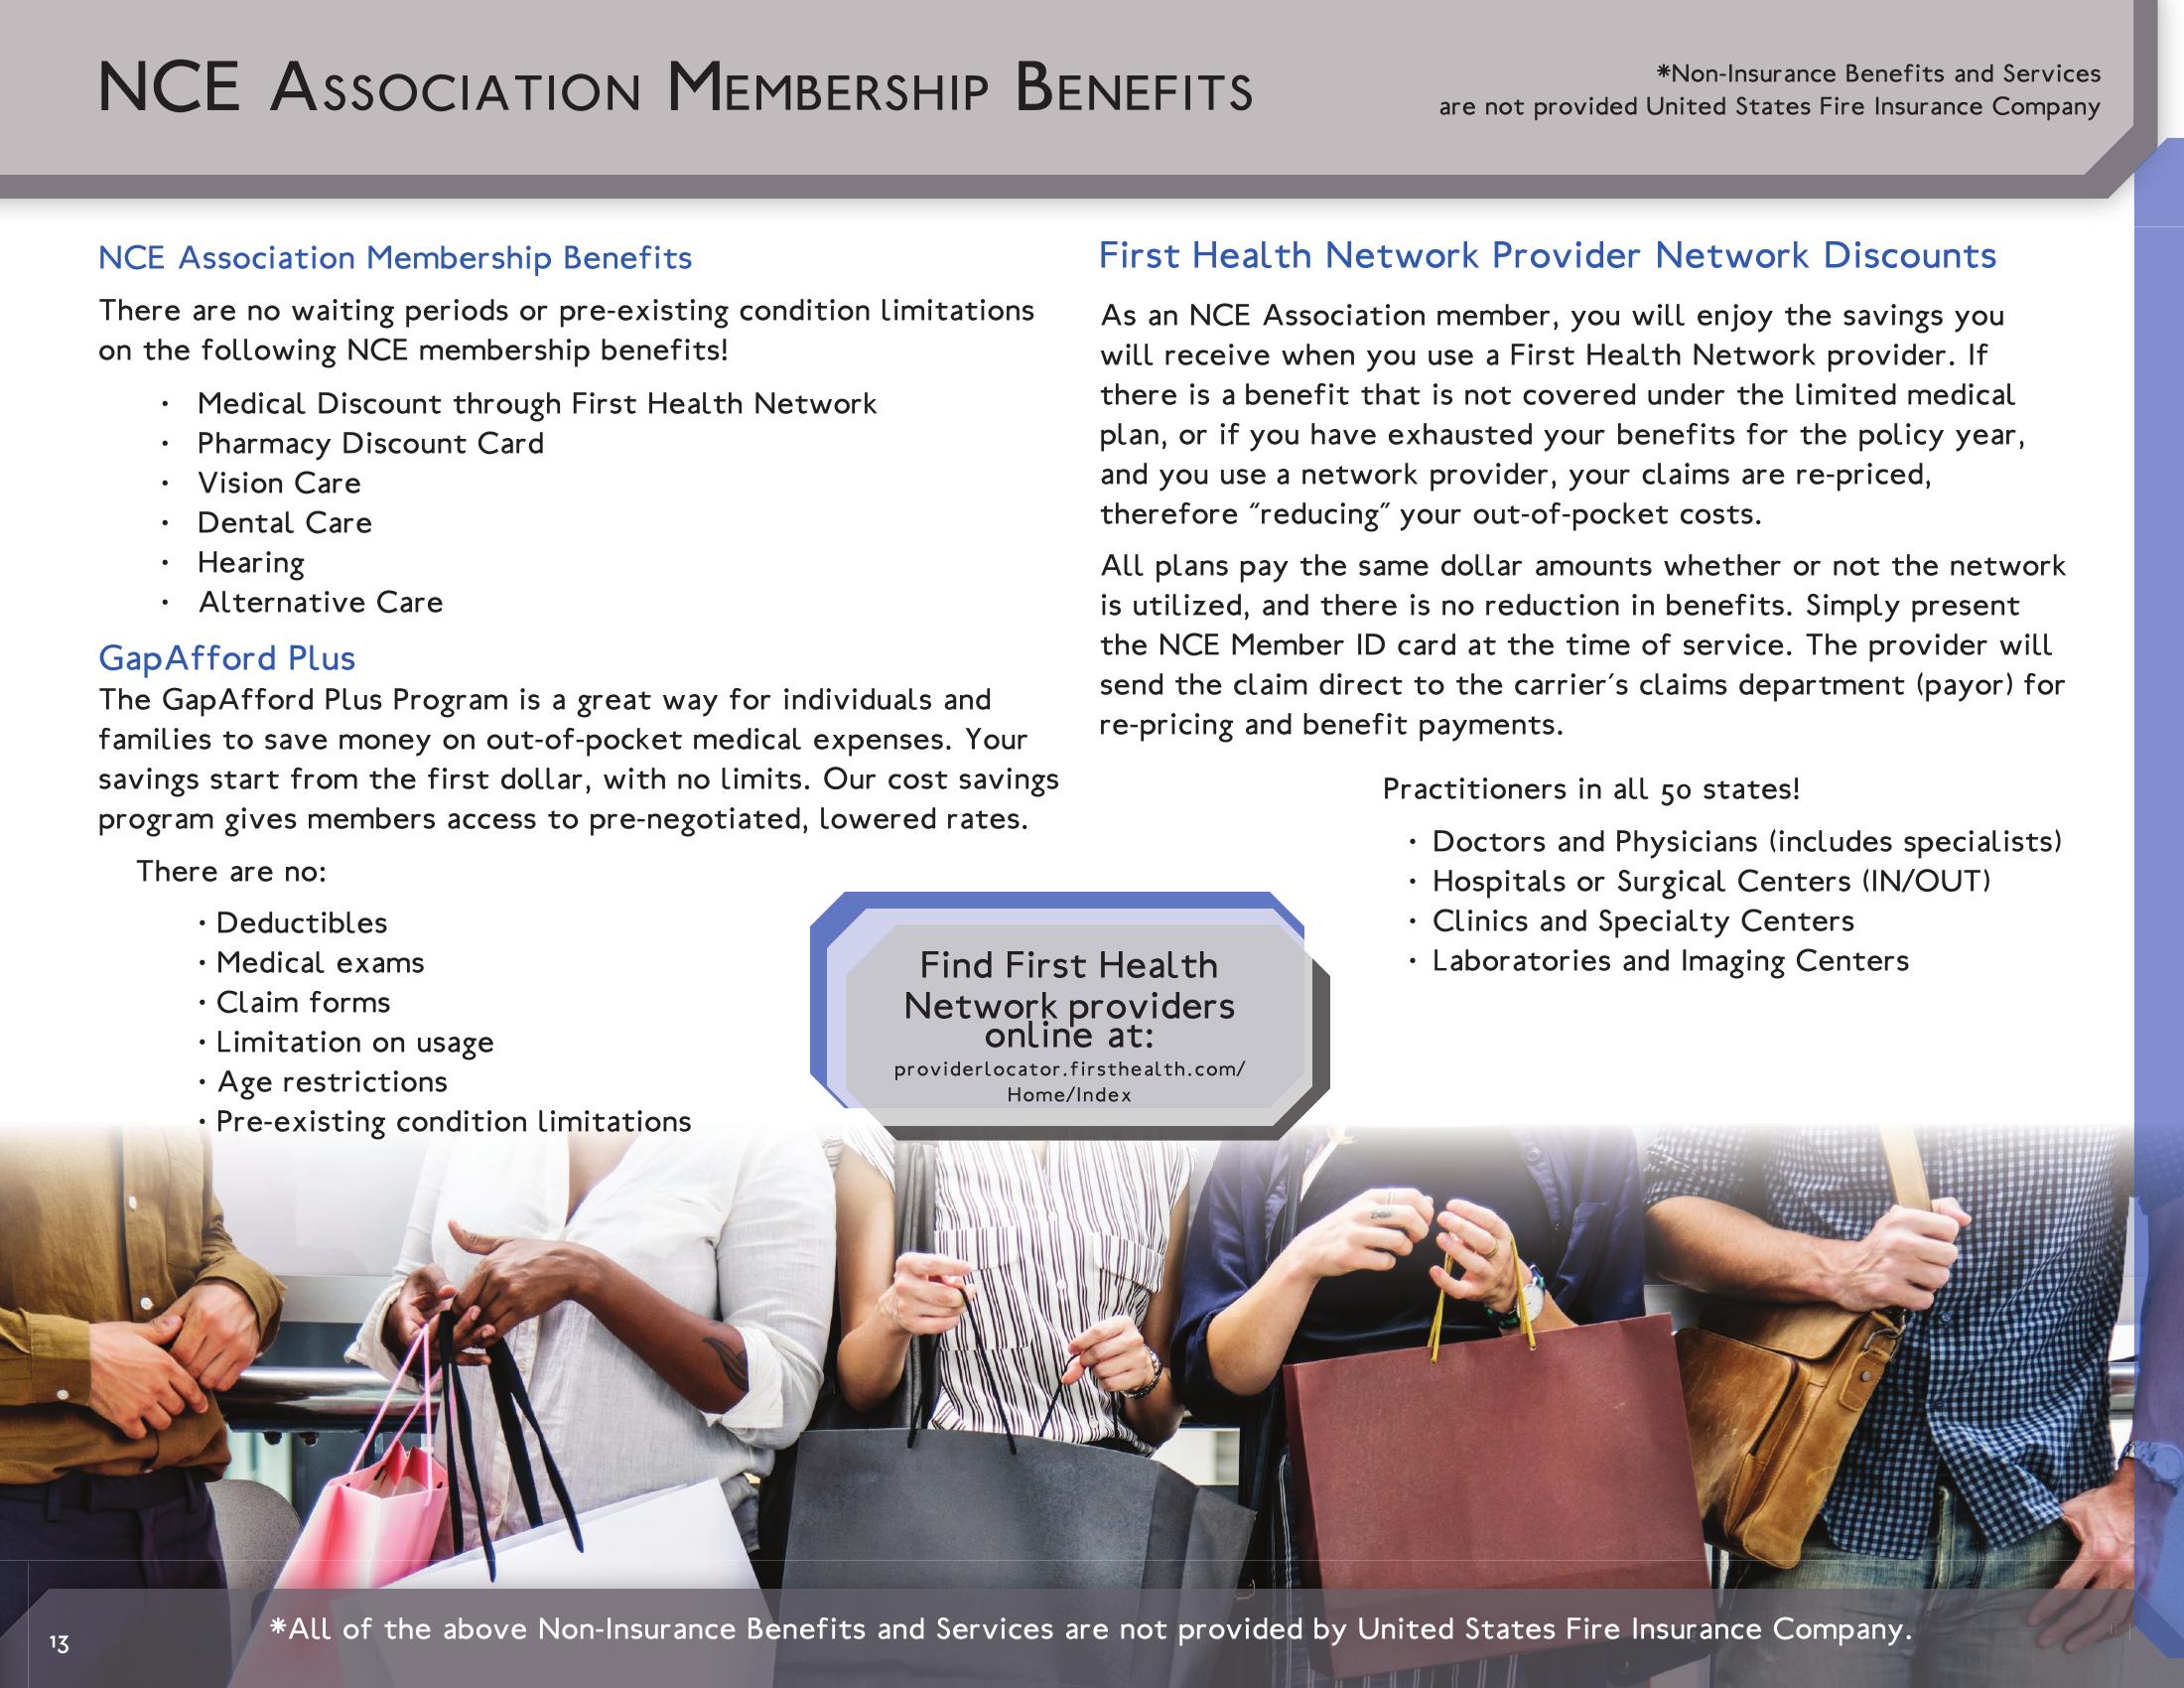 NCE Association Membership Benefits
*Non-Insurance Benefits and Services
are not provided United States Fire Insurance Company
NCE Association Membership Benefits
There are no waiting periods or pre-existing condition limitations
on the following NCE membership benefits!
• Medical Discount through First Health Network
• Pharmacy Discount Card
• Vision Care
• Dental Care
• Hearing
• Alternative Care
GapAfford Plus
The GapAfford Plus Program is a great way for individuals and
families to save money on out-of-pocket medical expenses. Your
savings start from the first dollar, with no limits. Our cost savings
program gives members access to pre-negotiated, lowered rates.
There are no:
• Deductibles
• Medical exams
• Claim forms
• Limitation on usage
• Age restrictions
• Pre-existing condition limitations
First Health Network Provider Network Discounts
As an NCE Association member, you will enjoy the savings you
will receive when you use a First Health Network provider. If
there is a benefit that is not covered under the limited medical
plan, or if you have exhausted your benefits for the policy year,
and you use a network provider, your claims are re-priced,
therefore "reducing" your out-of-pocket costs.
All plans pay the same dollar amounts whether or not the network
is utilized, and there is no reduction in benefits. Simply present
the NCE Member ID card at the time of service. The provider will
send the claim direct to the carrier's claims department (payor) for
re-pricing and benefit payments.
Practitioners in all 50 states!
• Doctors and Physicians (includes specialists)
• Hospitals or Surgical Centers (IN/OUT)
• Clinics and Specialty Centers
• Laboratories and Imaging Centers
Find First Health
Network providers
online at:
providerlocator.firsthealth.com/
Home/Index
*All of the above Non-Insurance Benefits and Services are not provided by United States Fire Insurance Company.
13